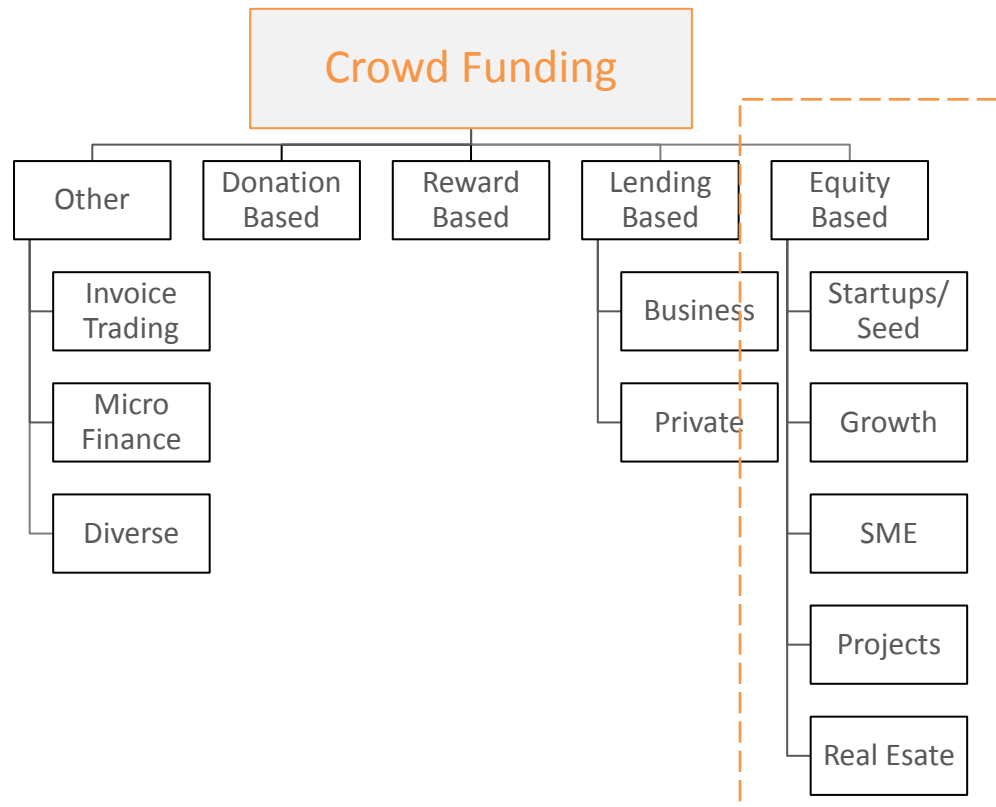 Crowd Funding
Other
Donation
Based
Reward
Based
Lending
Based
Equity
Based
Invoice
Trading
Micro
Finance
Diverse
Business
Private
Startups/
Seed
Growth
SME
Projects
Real Esate